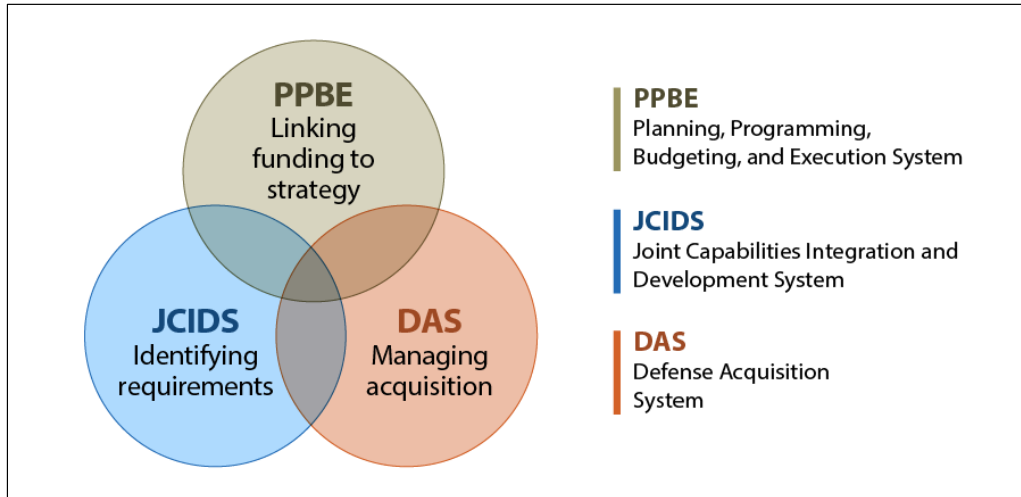 PPBE
Linking
funding to
strategy
JCIDS
Identifying
requirements
DAS
Managing
acquisition
PPBE
Planning, Programming,
Budgeting, and Execution System
JCIDS
Joint Capabilities Integration and
Development System
DAS
Defense Acquisition
System